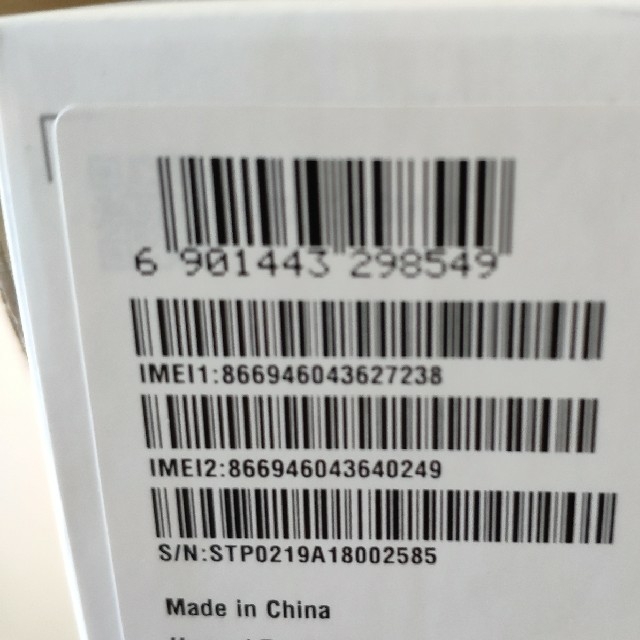 6 901443 298549
IMEI1:866946043627238
IMEI2:866946043640249
S/N:STP0219A18002585
Made in China